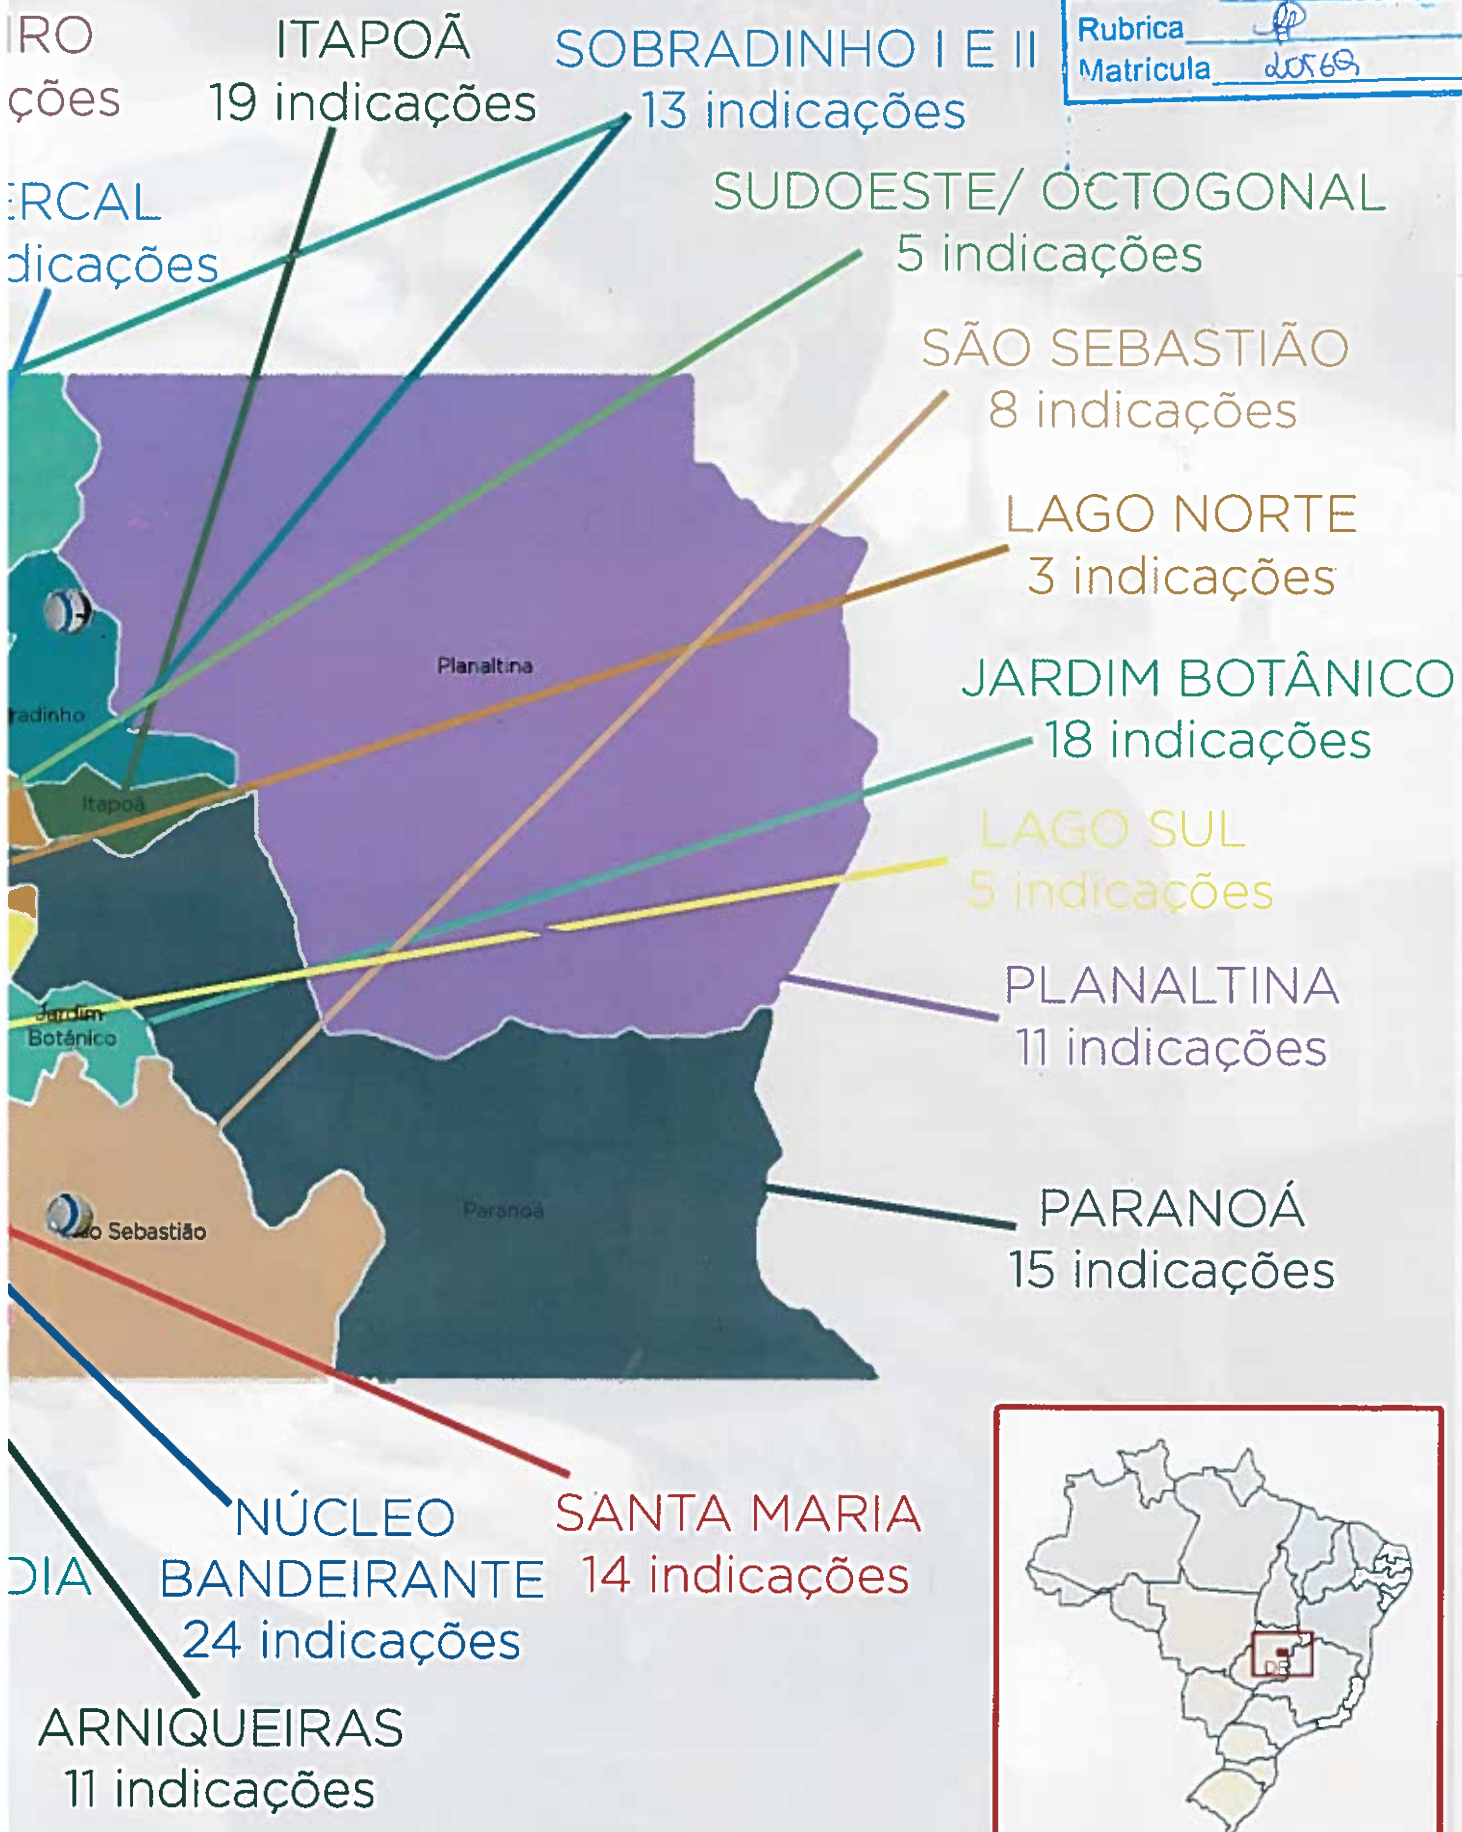 IRO
ções
ITAPOÃ
19 indicações
SOBRADINHO I E II
13 indicações
Rubrica
Matrícula 20568
ERCAL
dicações
SUDOESTE/ OCTOGONAL
5 indicações
SÃO SEBASTIÃO
8 indicações
LAGO NORTE
3 indicações
Planaltina
JARDIM BOTÂNICO
18 indicações
radinho
Itapoã
LAGO SUL
5 indicações
PLANALTINA
11 indicações
Jardim
Botânico
PARANOÁ
15 indicações
Paranoá
o Sebastião
NÚCLEO
BANDEIRANTE
24 indicações
SANTA MARIA
14 indicações
DIA
DF
ARNIQUEIRAS
11 indicações